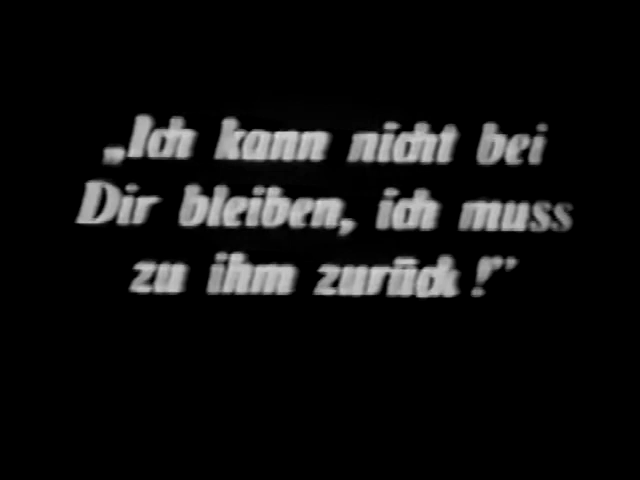 „Ich kann nicht bei
Dir bleiben, ich muss
zu ihm zurück!”